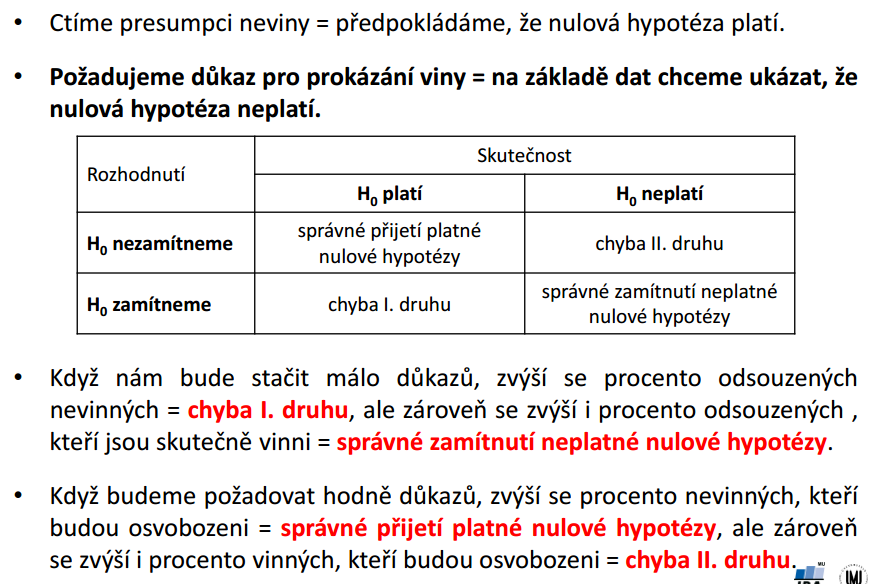 • Ctíme presumpci neviny = předpokládáme, že nulová hypotéza platí.
• Požadujeme důkaz pro prokázání viny = na základě dat chceme ukázat, že
nulová hypotéza neplatí.
Rozhodnutí
Skutečnost
H₀ platí
H₀ neplatí
H₀ nezamítneme
správné přijetí platné
nulové hypotézy
chyba II. druhu
H₀ zamítneme
chyba I. druhu
správné zamítnutí neplatné
nulové hypotézy
• Když nám bude stačit málo důkazů, zvýší se procento odsouzených
nevinných = chyba I. druhu, ale zároveň se zvýší i procento odsouzených ,
kteří jsou skutečně vinni = správné zamítnutí neplatné nulové hypotézy.
• Když budeme požadovat hodně důkazů, zvýší se procento nevinných, kteří
budou osvobozeni = správné přijetí platné nulové hypotézy, ale zároveň
se zvýší i procento vinných, kteří budou osvobozeni = chyba II. druhu.
MU